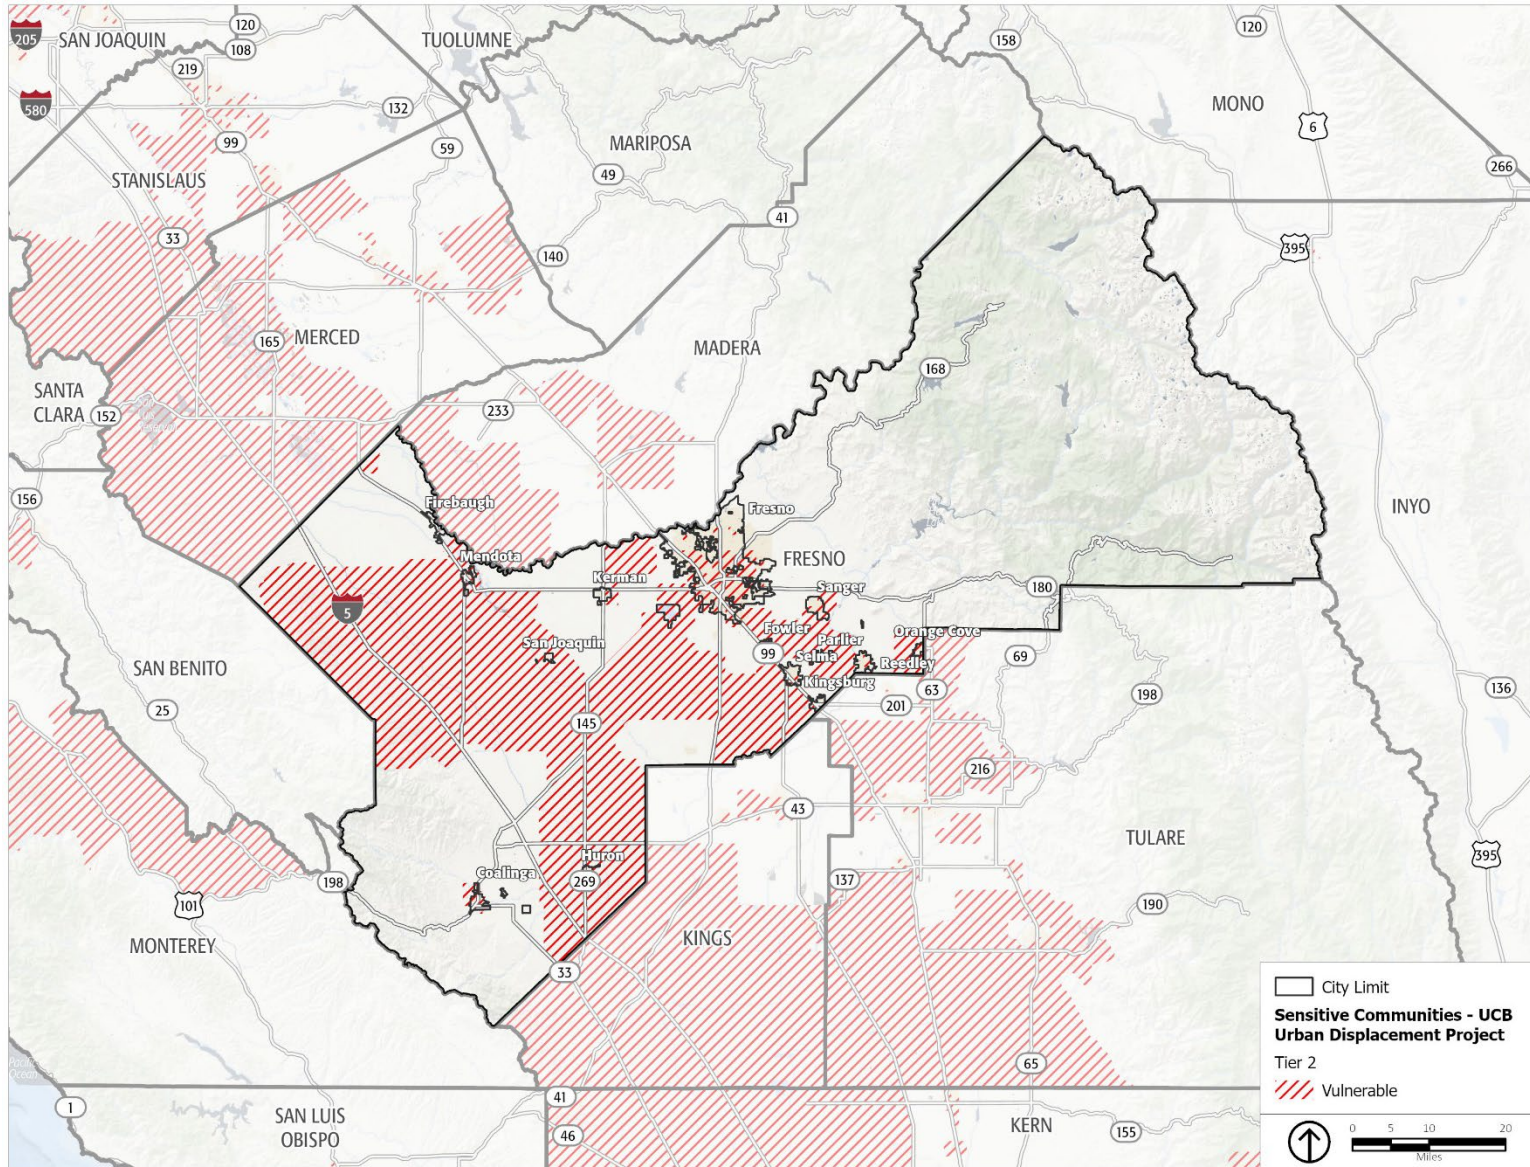 205
SAN JOAQUIN
120
108
TUOLUMNE
158
120
219
580
132
MONO
6
99
59
MARIPOSA
266
STANISLAUS
49
41
33
395
140
165
MERCED
MADERA
168
SANTA
CLARA
152
233
156
Firebaugh
Fresno
INYO
Mendota
FRESNO
Kerman
Sanger
180
5
San Joaquin
Fowler
Parlier
Orange Cove
99
Selma
Reedley
69
SAN BENITO
Kingsburg
63
198
136
25
201
145
216
43
TULARE
Huron
395
Coalinga
198
269
137
101
190
MONTEREY
KINGS
33
65
1
41
SAN LUIS
OBISPO
46
KERN
155
City Limit
Sensitive Communities - UCB
Urban Displacement Project
Tier 2
Vulnerable
0 5 10 20
Miles